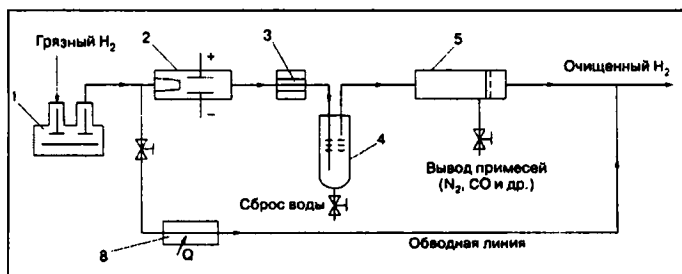 Грязный H₂
1
2
+
−
3
4
5
Очищенный H₂
Сброс воды
Вывод примесей
(N₂, CO и др.)
8
Q
Обводная линия